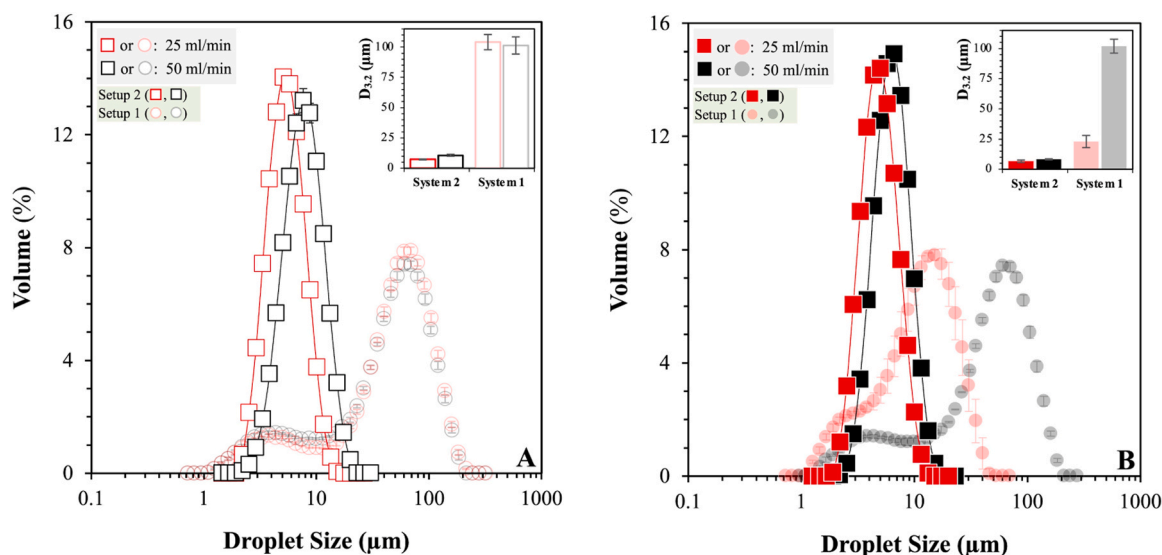 16
12
8
4
0
Volume (%)
0.1
1
10
100
1000
Droplet Size (µm)
or : 25 ml/min
or : 50 ml/min
Setup 2 ( , )
Setup 1 ( , )
D3,2 (µm)
100
75
50
25
0
System 2
System 1
A
16
12
8
4
0
Volume (%)
0.1
1
10
100
1000
Droplet Size (µm)
or : 25 ml/min
or : 50 ml/min
Setup 2 ( , )
Setup 1 ( , )
D3,2 (µm)
100
75
50
25
0
System 2
System 1
B